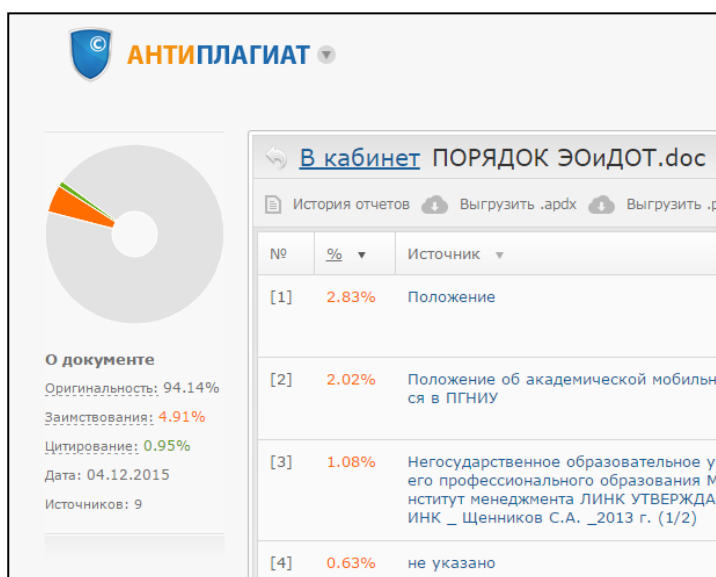 ©
АНТИПЛАГИАТ
В кабинет ПОРЯДОК ЭОиДОТ.doc
История отчетов Выгрузить .apdx Выгрузить
№ % Источник
[1] 2.83% Положение
[2] 2.02% Положение об академической мобильн
ся в ПГНИУ
[3] 1.08% Негосударственное образовательное у
его профессионального образования М
нститут менеджмента ЛИНК УТВЕРЖДА
ИНК _ Щенников С.А. _2013 г. (1/2)
[4] 0.63% не указано
О документе
Оригинальность: 94.14%
Заимствования: 4.91%
Цитирование: 0.95%
Дата: 04.12.2015
Источников: 9